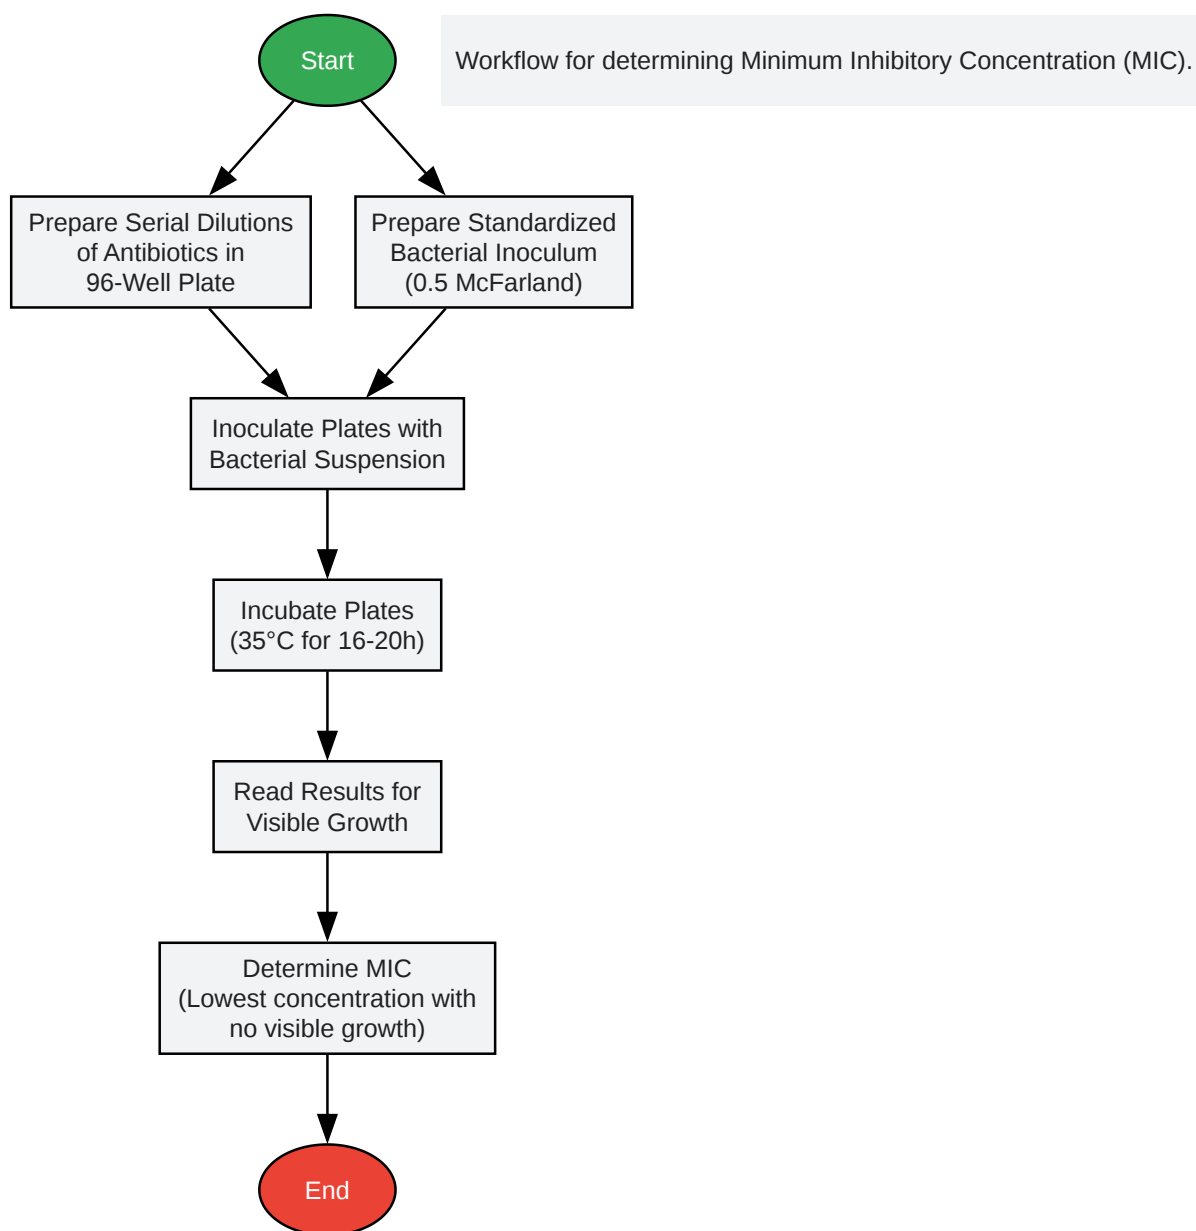 Start
Workflow for determining Minimum Inhibitory Concentration (MIC).
Prepare Serial Dilutions
of Antibiotics in
96-Well Plate
Prepare Standardized
Bacterial Inoculum
(0.5 McFarland)
Inoculate Plates with
Bacterial Suspension
Incubate Plates
(35°C for 16-20h)
Read Results for
Visible Growth
Determine MIC
(Lowest concentration with
no visible growth)
End